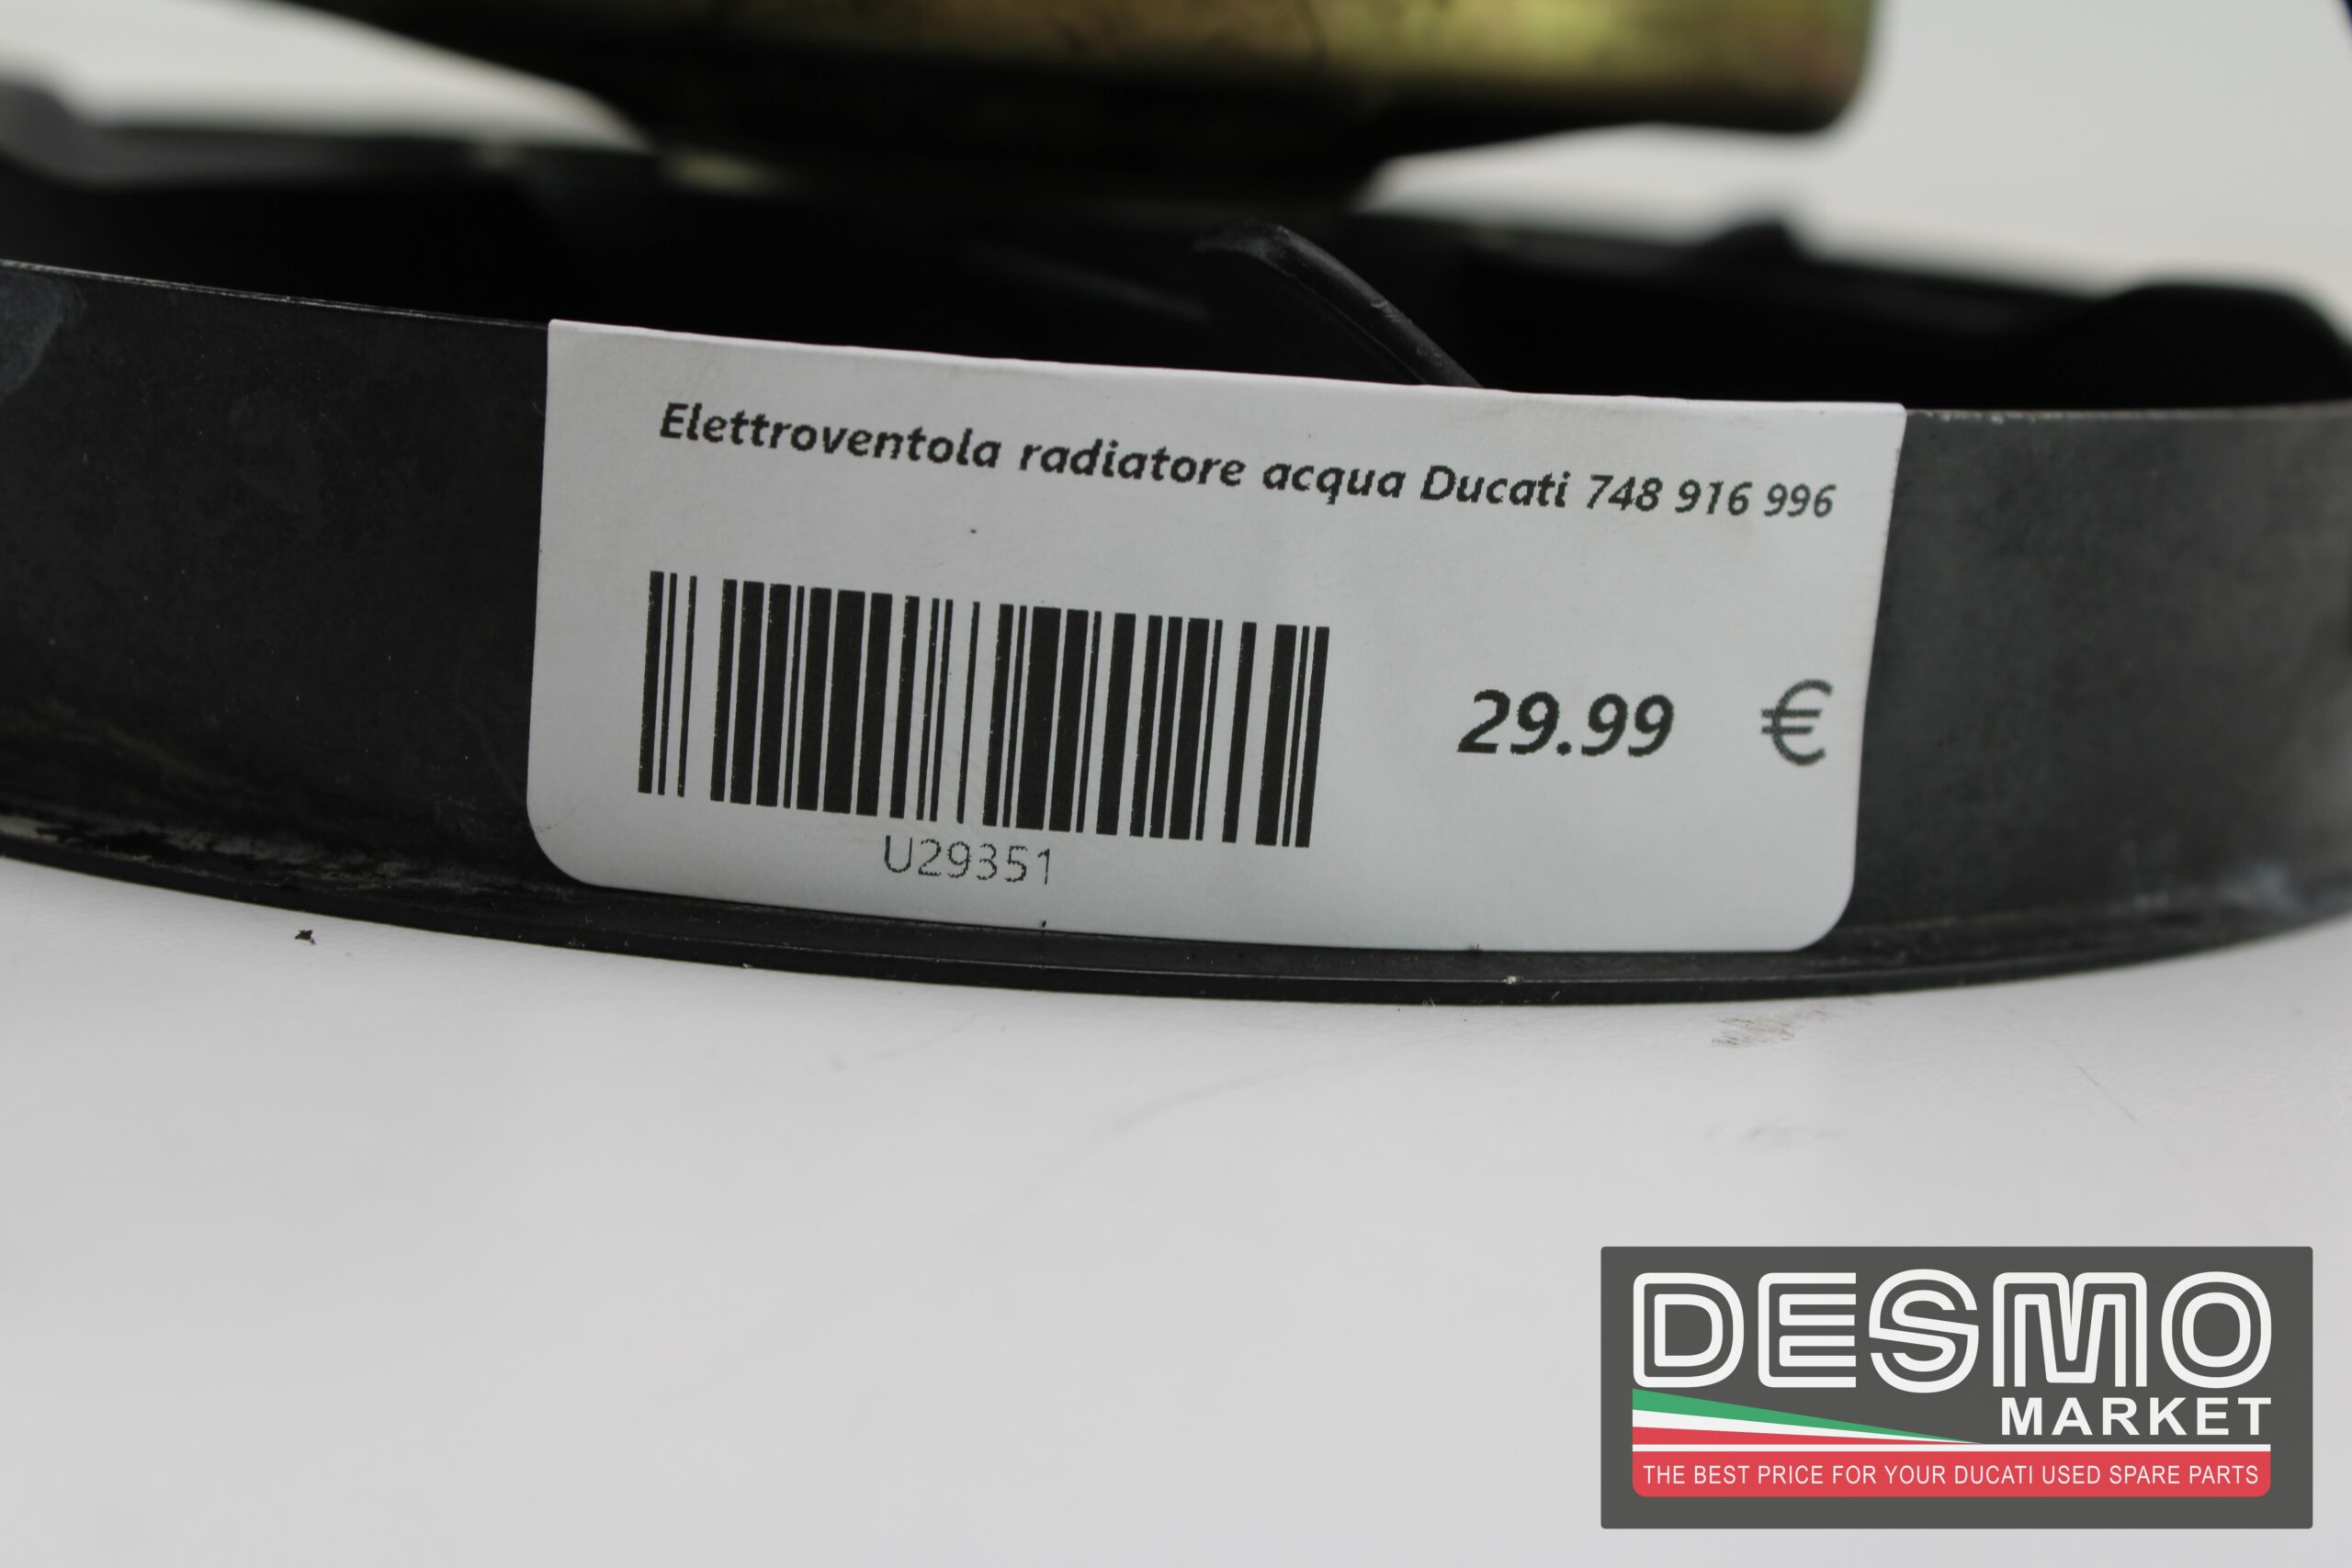 Elettroventola radiatore acqua Ducati 748 916 996
29.99 €
U29351
DESMO
MARKET
THE BEST PRICE FOR YOUR DUCATI USED SPARE PARTS